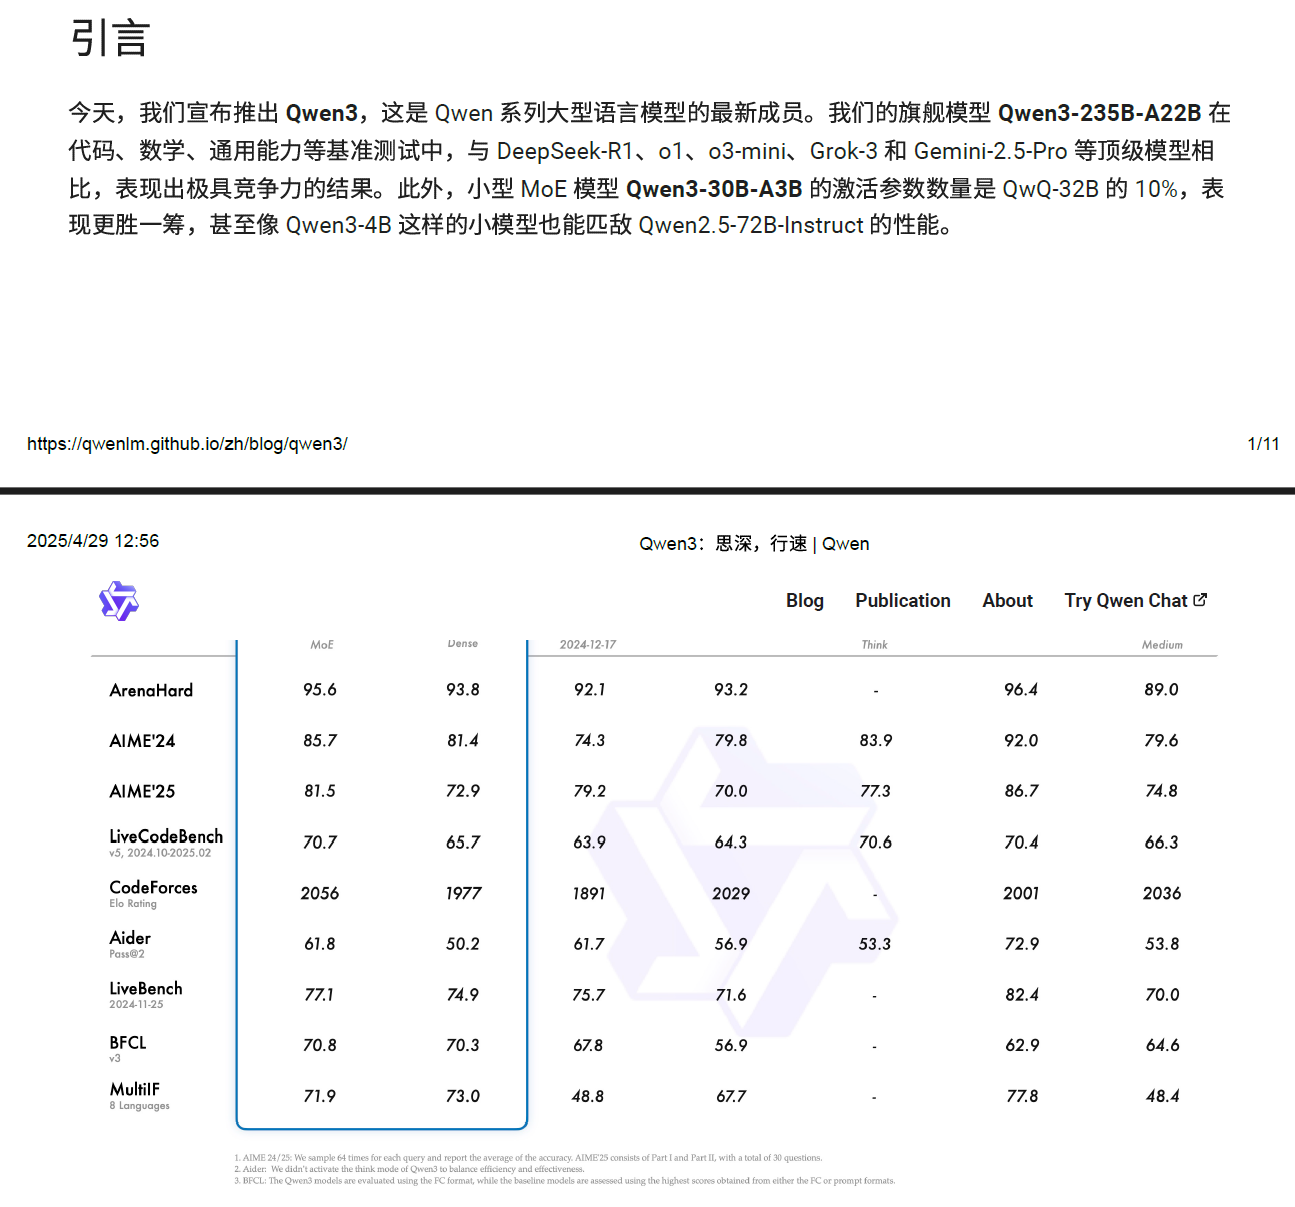 引言
今天，我们宣布推出 Qwen3，这是 Qwen 系列大型语言模型的最新成员。我们的旗舰模型 Qwen3-235B-A22B 在
代码、数学、通用能力等基准测试中，与 DeepSeek-R1、o1、o3-mini、Grok-3 和 Gemini-2.5-Pro 等顶级模型相
比，表现出极具竞争力的结果。此外，小型 MoE 模型 Qwen3-30B-A3B 的激活参数数量是 QwQ-32B 的 10%，表
现更胜一筹，甚至像 Qwen3-4B 这样的小模型也能匹敌 Qwen2.5-72B-Instruct 的性能。
https://qwenlm.github.io/zh/blog/qwen3/ 1/11
2025/4/29 12:56 Qwen3：思深，行速 | Qwen
Blog Publication About Try Qwen Chat
MoE Dense 2024-12-17 Think Medium
ArenaHard 95.6 93.8 92.1 93.2 - 96.4 89.0
AIME'24 85.7 81.4 74.3 79.8 83.9 92.0 79.6
AIME'25 81.5 72.9 79.2 70.0 77.3 86.7 74.8
LiveCodeBench 70.7 65.7 63.9 64.3 70.6 70.4 66.3
v5, 2024.10-2025.02
CodeForces 2056 1977 1891 2029 - 2001 2036
Elo Rating
Aider 61.8 50.2 61.7 56.9 53.3 72.9 53.8
Pass@2
LiveBench 77.1 74.9 75.7 71.6 - 82.4 70.0
2024-11-25
BFCL 70.8 70.3 67.8 56.9 - 62.9 64.6
v3
MultiIF 71.9 73.0 48.8 67.7 - 77.8 48.4
8 Languages
1. AIME 24/25: We sample 64 times for each query and report the average of the accuracy. AIME'25 consists of Part I and Part II, with a total of 30 questions.
2. Aider: We didn't activate the think mode of Qwen3 to balance efficiency and effectiveness.
3. BFCL: The Qwen3 models are evaluated using the FC format, while the baseline models are assessed using the highest scores obtained from either the FC or prompt formats.